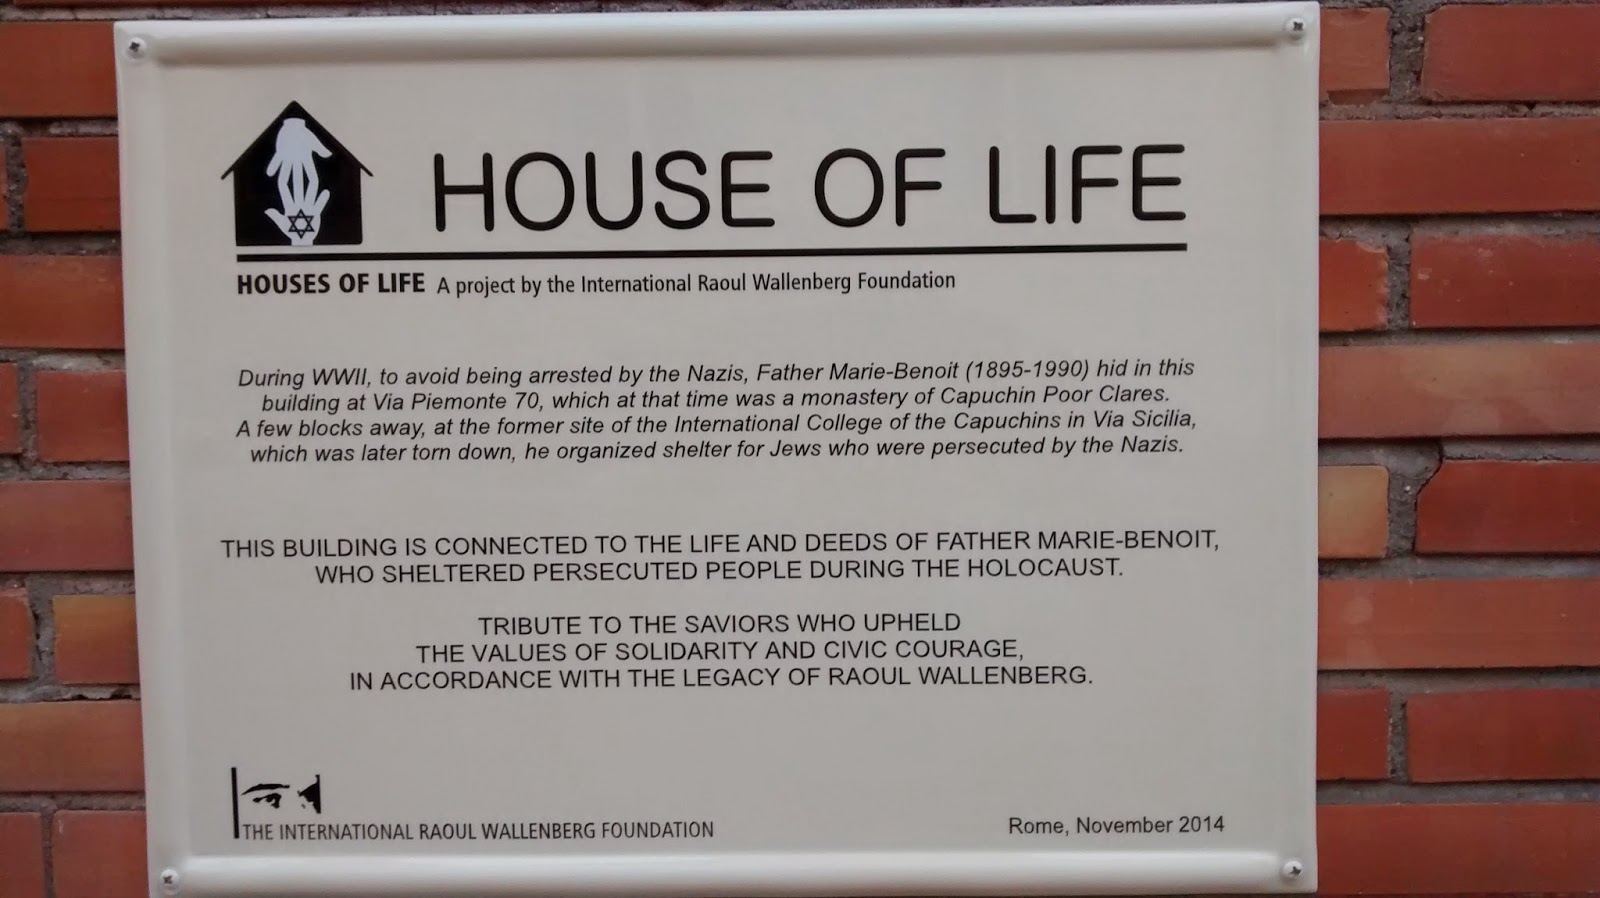 HOUSE OF LIFE
HOUSES OF LIFE A project by the International Raoul Wallenberg Foundation
During WWII, to avoid being arrested by the Nazis, Father Marie-Benoit (1895-1990) hid in this
building at Via Piemonte 70, which at that time was a monastery of Capuchin Poor Clares.
A few blocks away, at the former site of the International College of the Capuchins in Via Sicilia,
which was later torn down, he organized shelter for Jews who were persecuted by the Nazis.
THIS BUILDING IS CONNECTED TO THE LIFE AND DEEDS OF FATHER MARIE-BENOIT,
WHO SHELTERED PERSECUTED PEOPLE DURING THE HOLOCAUST.
TRIBUTE TO THE SAVIORS WHO UPHELD
THE VALUES OF SOLIDARITY AND CIVIC COURAGE,
IN ACCORDANCE WITH THE LEGACY OF RAOUL WALLENBERG.
THE INTERNATIONAL RAOUL WALLENBERG FOUNDATION
Rome, November 2014